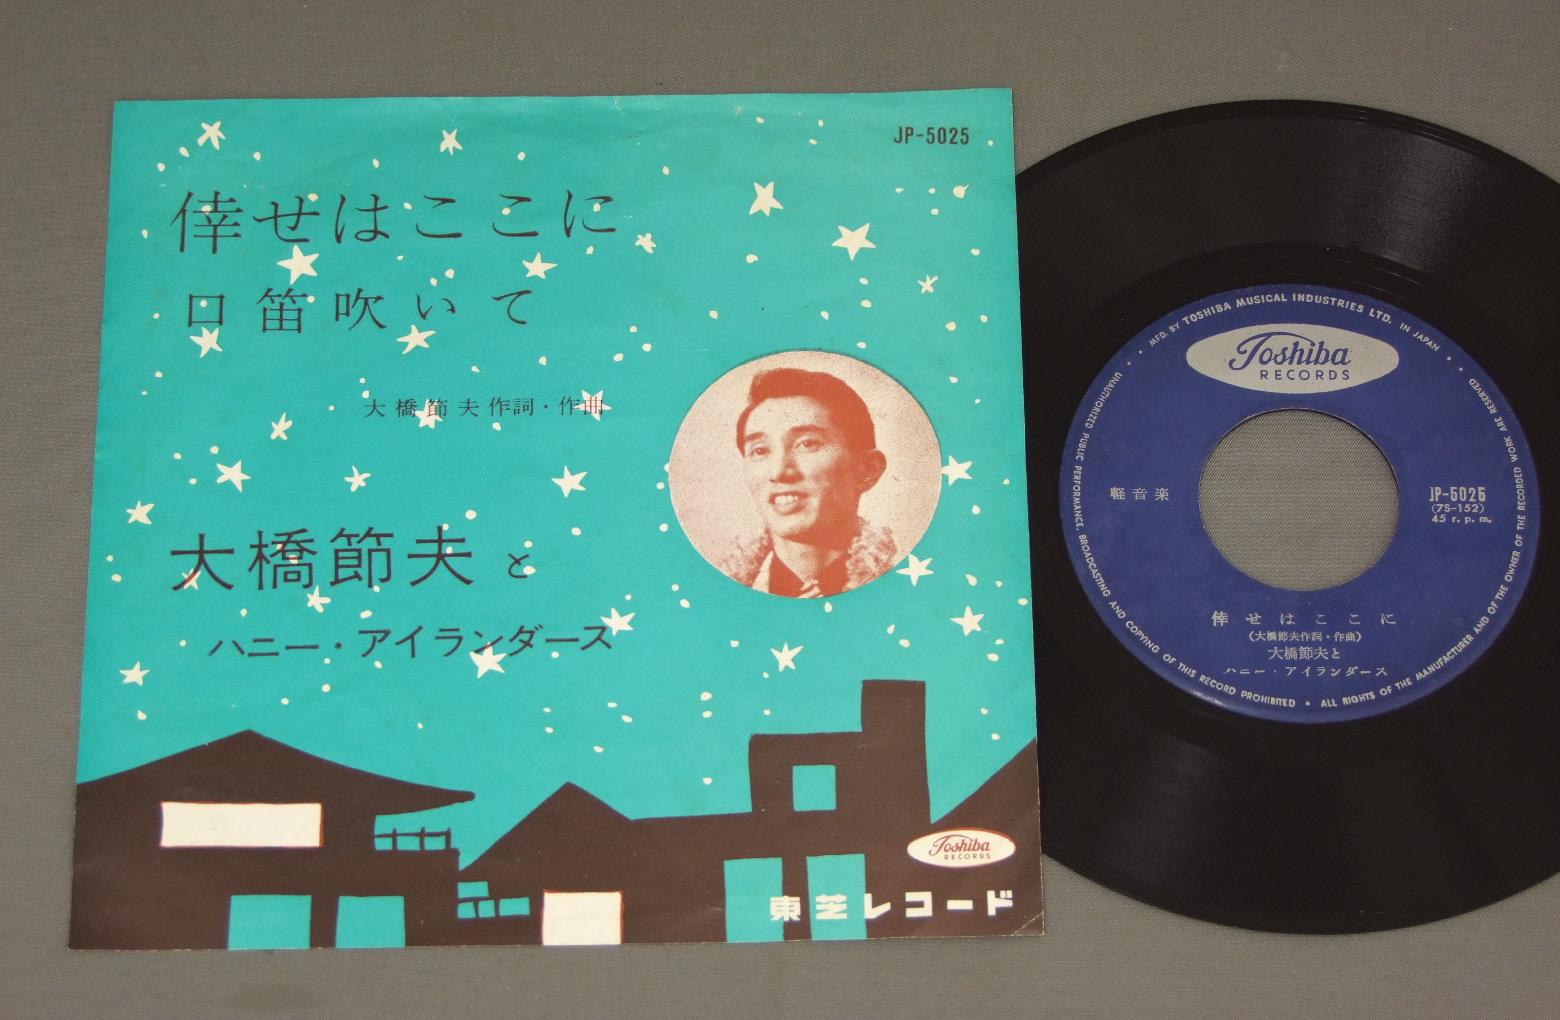 JP-5025
倖せはここに
口笛吹いて
大橋節夫作詞・作曲
大橋節夫と
ハニー・アイランダース
Toshiba
RECORDS
東芝レコード
MFD. BY TOSHIBA MUSICAL INDUSTRIES LTD. IN JAPAN
Toshiba
RECORDS
軽音楽
JP-5025
(7S-152)
45 r.p.m.
倖せはここに
(大橋節夫作詞・作曲)
大橋節夫と
ハニー・アイランダース
UNAUTHORIZED PUBLIC PERFORMANCE, BROADCASTING AND COPYING OF THIS RECORD PROHIBITED • ALL RIGHTS OF THE MANUFACTURER AND OF THE OWNER OF THE RECORDED WORK ARE RESERVED